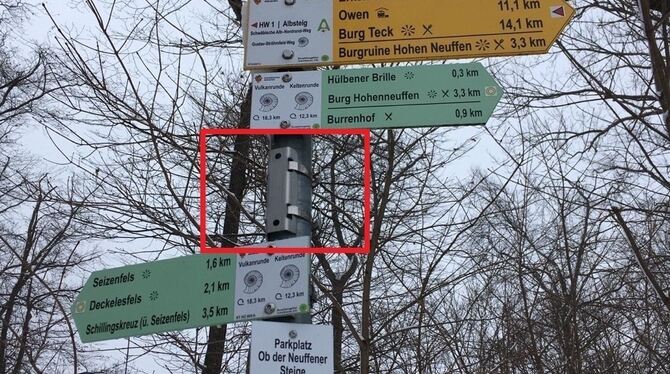 11,1 km
HW 1 | Albsteig
Schwäbische Alb-Nordrand-Weg
Gustav-Ströhmfeld-Weg
Owen
Burg Teck 14,1 km
Burgruine Hohen Neuffen 3,3 km
Vulkanrunde Keltenrunde
18,3 km 12,3 km
Hülbener Brille 0,3 km
Burg Hohenneuffen 3,3 km
Burrenhof 0,9 km
Seizenfels 1,6 km
Deckelesfels 2,1 km
Schillingskreuz (ü. Seizenfels) 3,5 km
Vulkanrunde Keltenrunde
18,3 km 12,3 km
Parkplatz
Ob der Neuffener
Steige